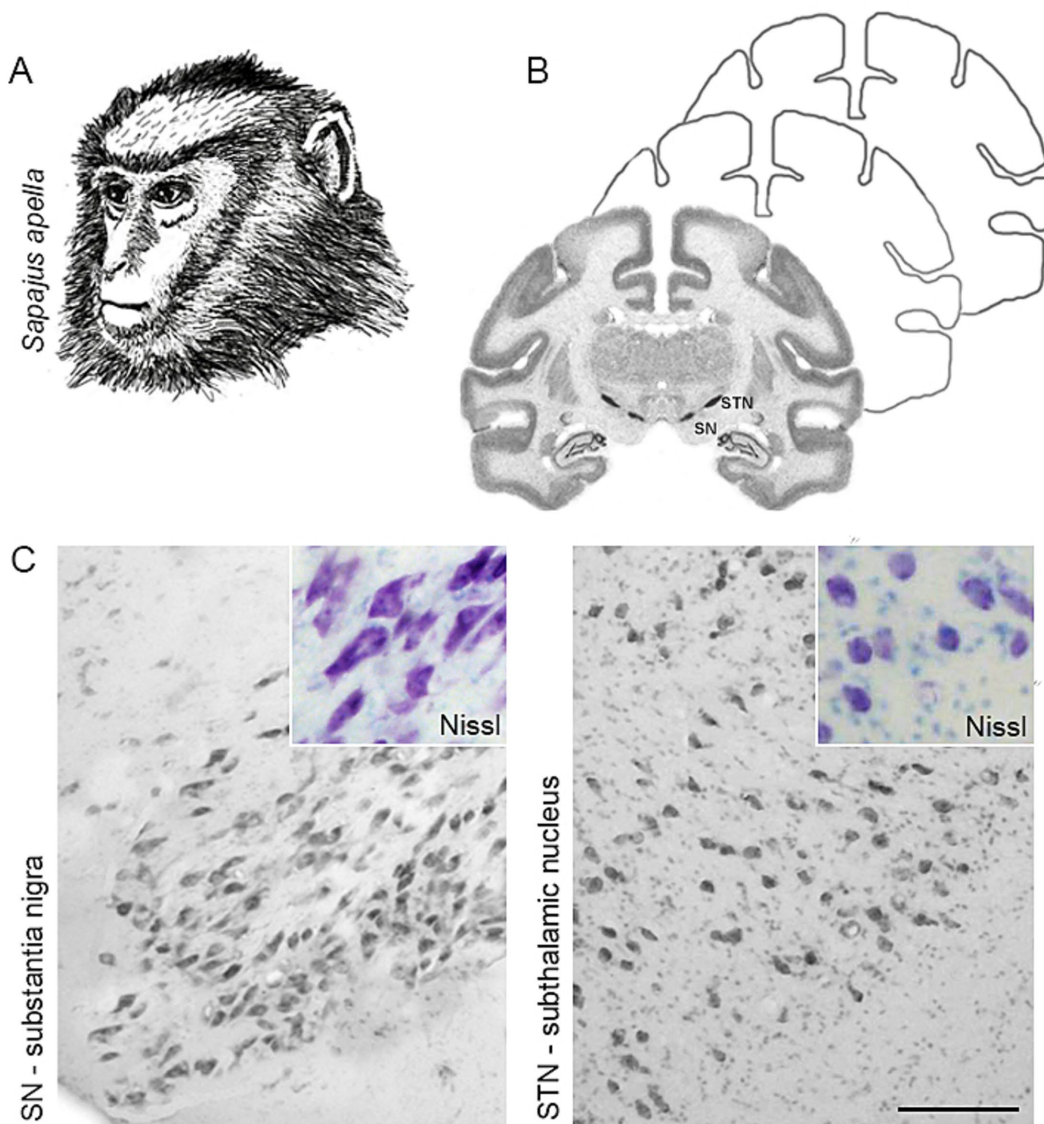 A
B
Sapajus apella
STN
SN
C
SN - substantia nigra
Nissl
STN - subthalamic nucleus
Nissl